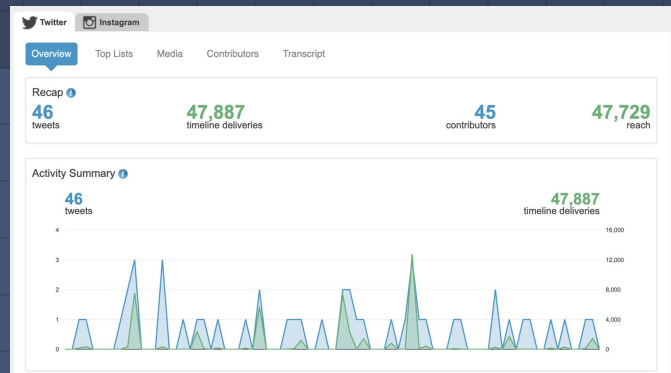 Twitter
Instagram
Overview Top Lists Media Contributors Transcript
Recap
46 47,887 45 47,729
tweets timeline deliveries contributors reach
Activity Summary
46 47,887
tweets timeline deliveries
4 16,000
3 12,000
2 8,000
1 4,000
0 0